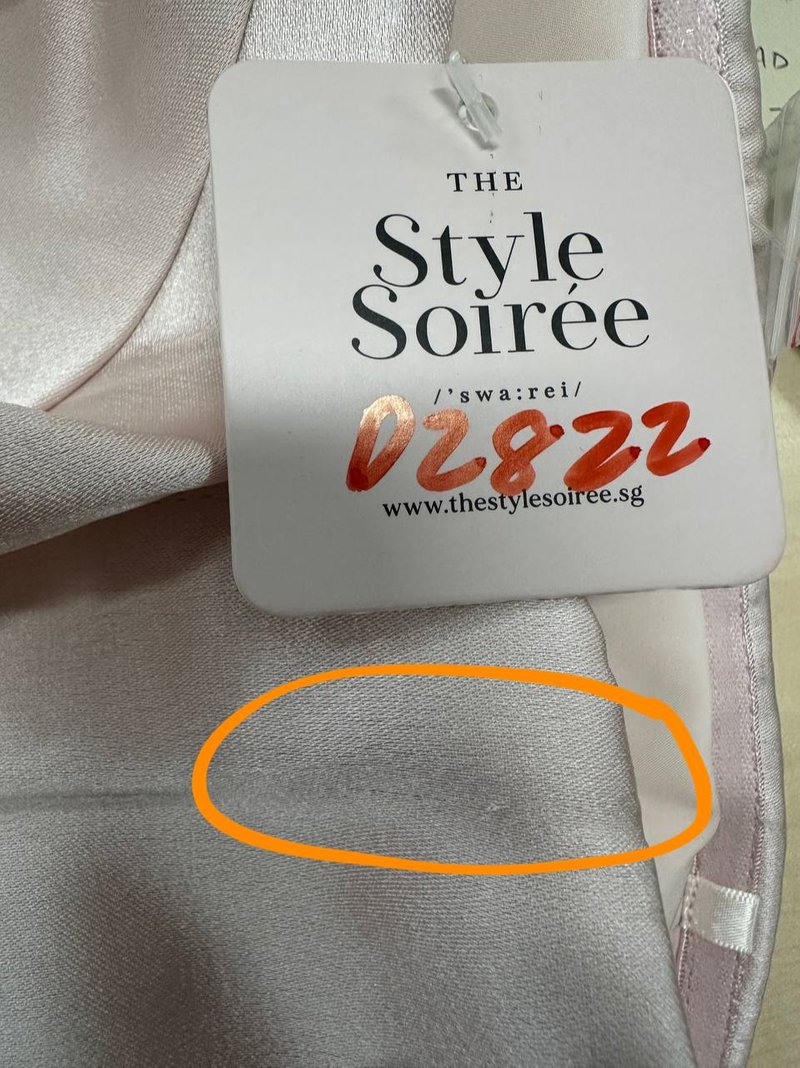 THE
Style
Soirée
/’swa:rei/
D2822
www.thestylesoiree.sg